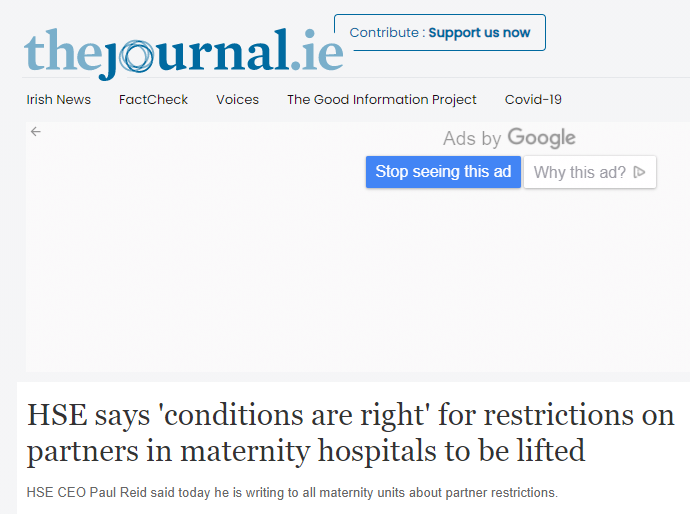 thejournal.ie
Contribute : Support us now
Irish News FactCheck Voices The Good Information Project Covid-19
Ads by Google
Stop seeing this ad Why this ad?
HSE says 'conditions are right' for restrictions on
partners in maternity hospitals to be lifted
HSE CEO Paul Reid said today he is writing to all maternity units about partner restrictions.